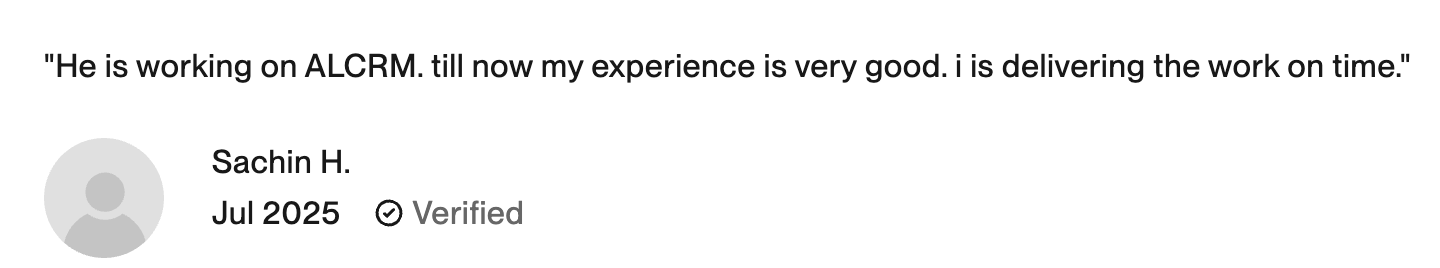 "He is working on ALCRM. till now my experience is very good. i is delivering the work on time."
Sachin H.
Jul 2025 Verified